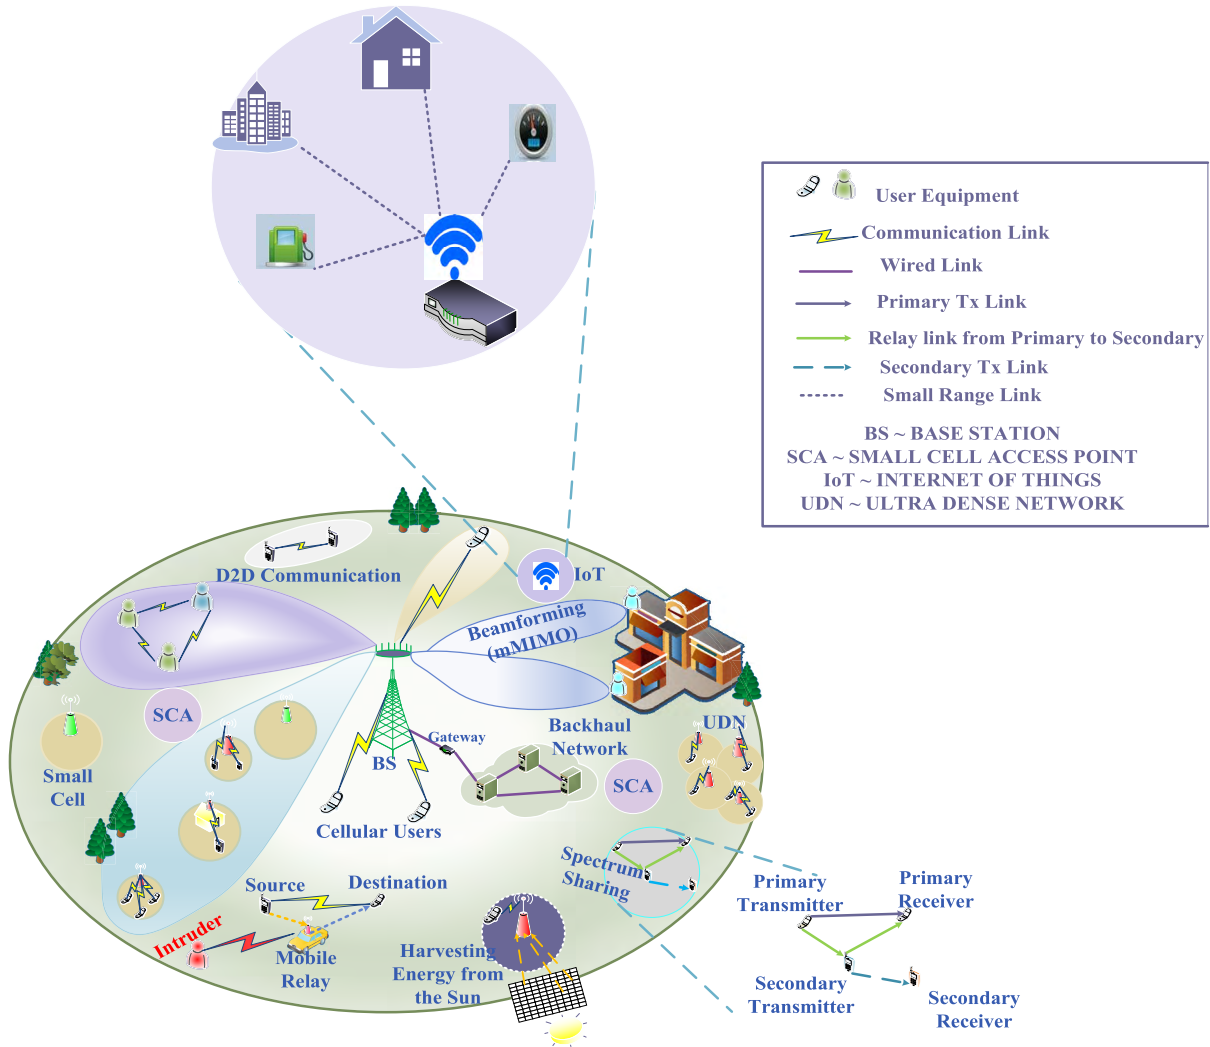 User Equipment
Communication Link
Wired Link
Primary Tx Link
Relay link from Primary to Secondary
Secondary Tx Link
Small Range Link
BS ~ BASE STATION
SCA ~ SMALL CELL ACCESS POINT
IoT ~ INTERNET OF THINGS
UDN ~ ULTRA DENSE NETWORK
D2D Communication
IoT
Beamforming
(mMIMO)
SCA
Small
Cell
BS
Gateway
Backhaul
Network
UDN
SCA
Cellular Users
Spectrum
Sharing
Source
Destination
Intruder
Mobile
Relay
Harvesting
Energy from
the Sun
Primary
Transmitter
Primary
Receiver
Secondary
Transmitter
Secondary
Receiver